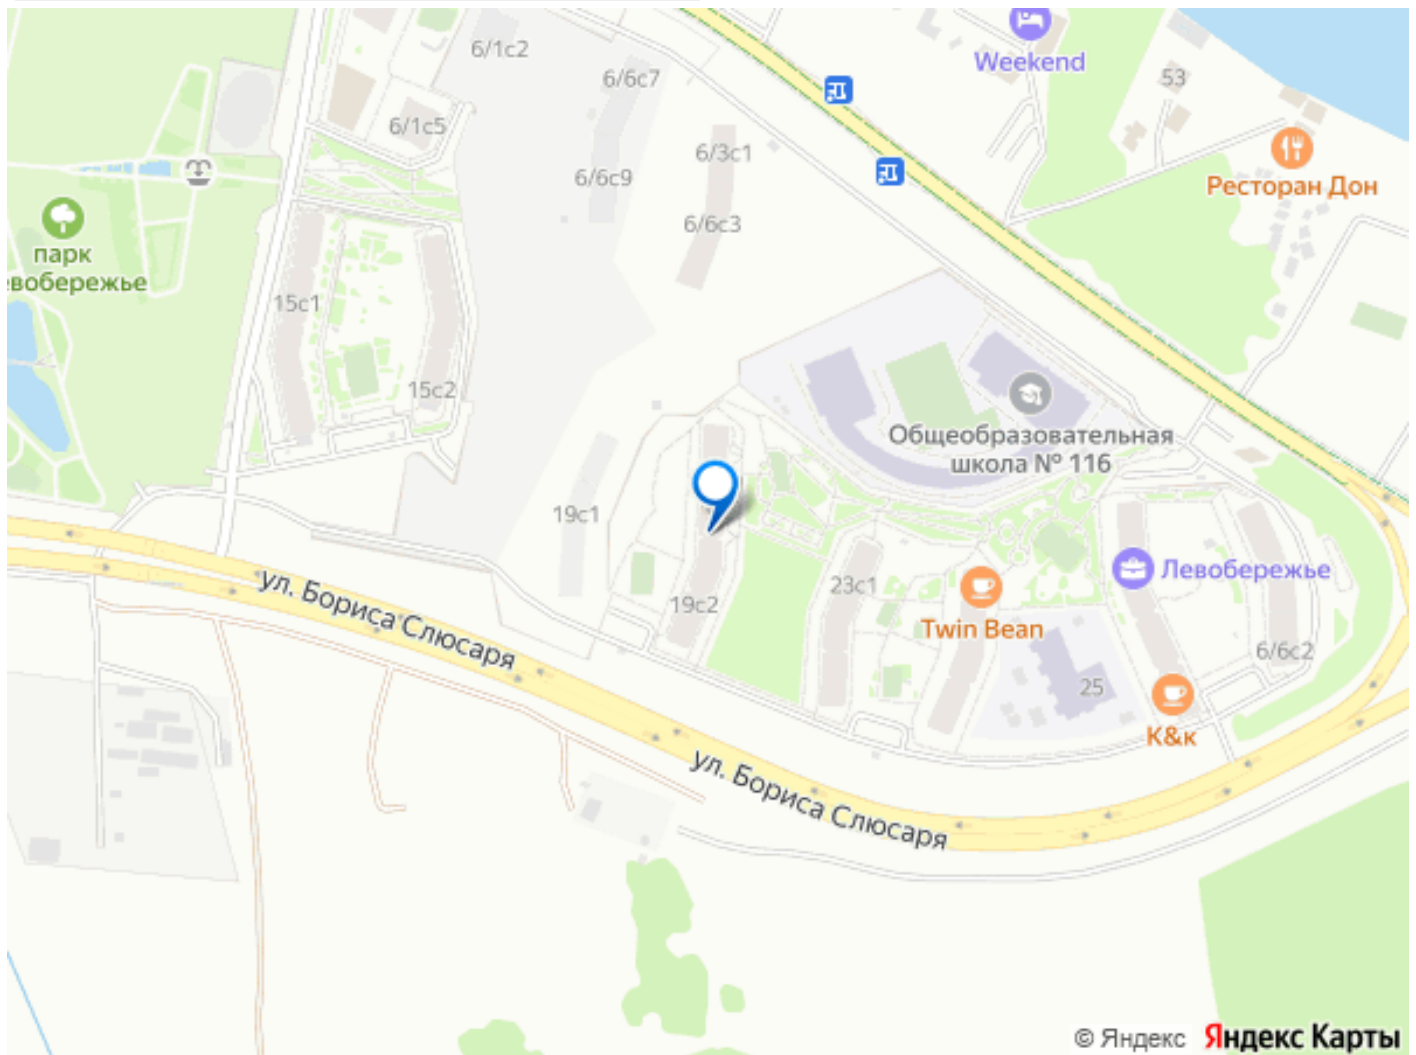 6/1с2
Weekend
6/6с7
53
6/1с5
6/3с1
6/6с9
Ресторан Дон
6/6с3
парк
евобережье
15с1
15с2
Общеобразовательная
школа № 116
19с1
ул. Бориса Слюсаря
19с2
23с1
Левобережье
Twin Bean
6/6с2
25
К&к
ул. Бориса Слюсаря
© Яндекс Яндекс Карты